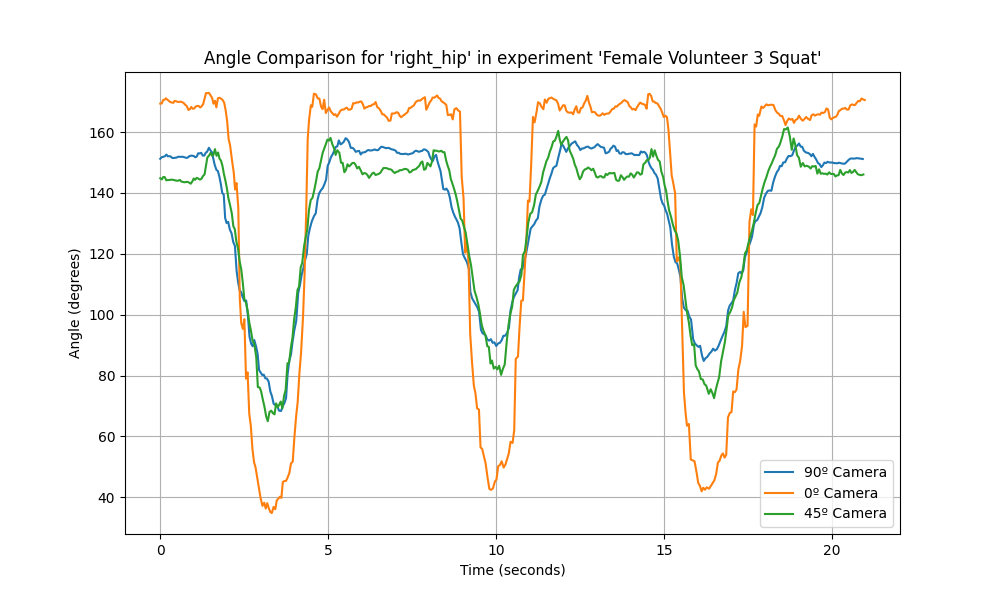 Angle Comparison for 'right_hip' in experiment 'Female Volunteer 3 Squat'
Angle (degrees)
160
140
120
100
80
60
40
0
5
10
15
20
Time (seconds)
90º Camera
0º Camera
45º Camera